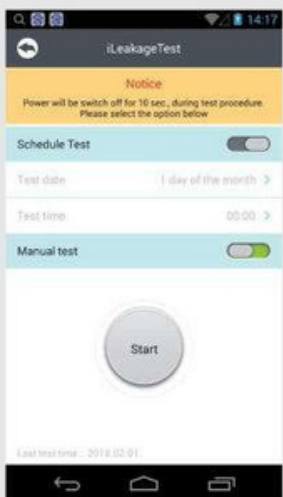 14:17
iLeakageTest
Notice
Power will be switch off for 10 sec., during test procedure.
Please select the option below
Schedule Test
Test date 1 day of the month >
Test time 00:00 >
Manual test
Start
Last test time : 2018.02.01